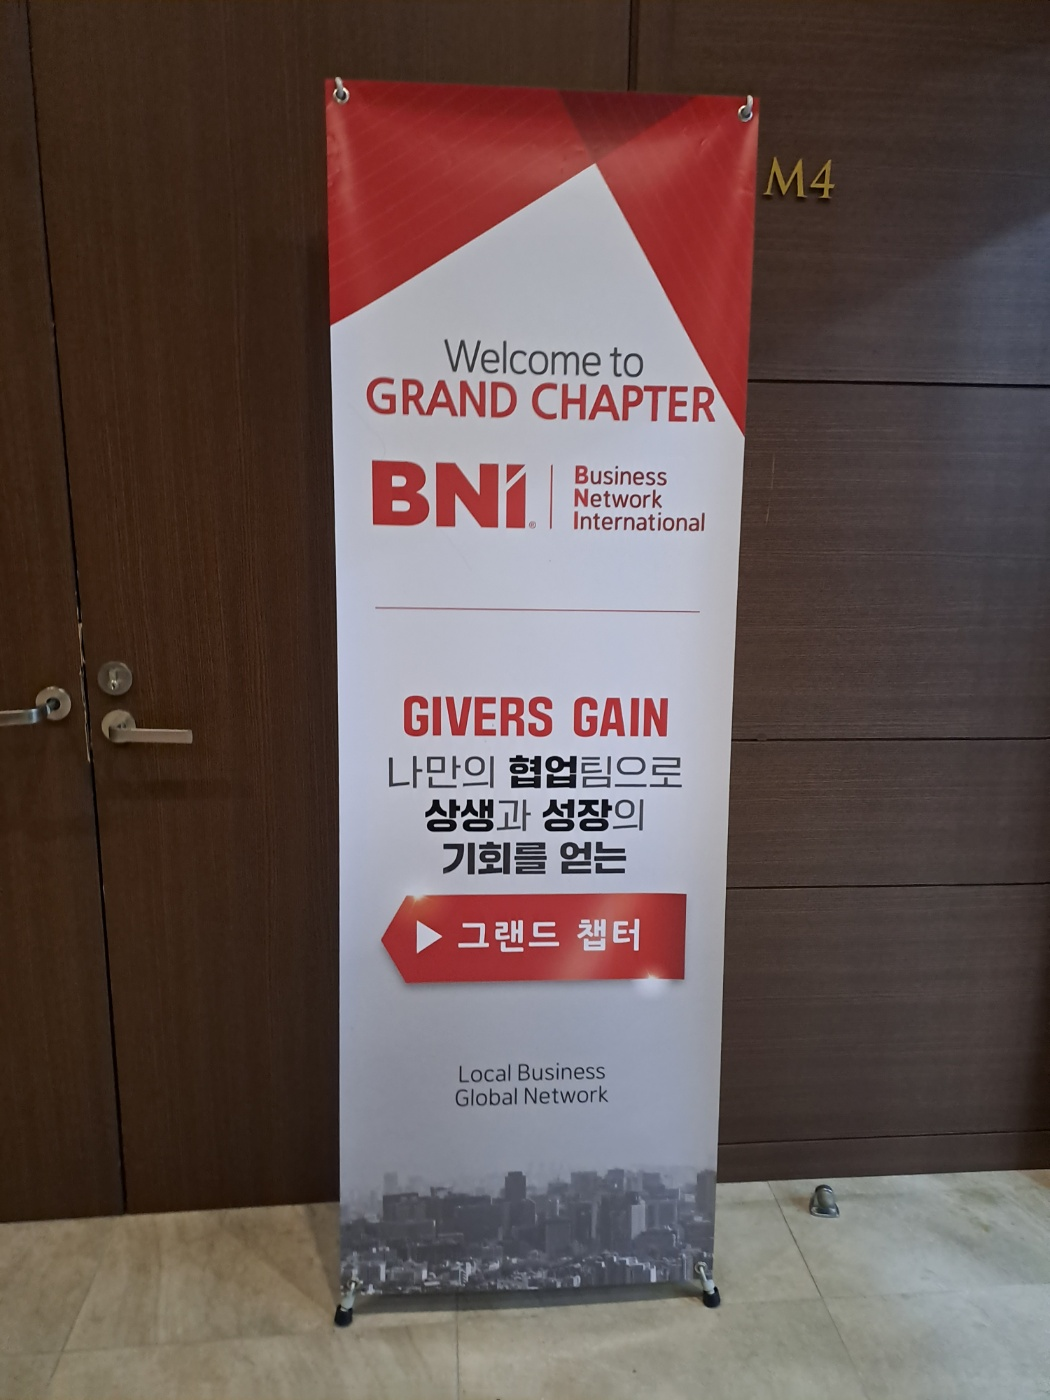 M4
Welcome to
GRAND CHAPTER
BNI®
Business
Network
International
GIVERS GAIN
나만의 협업팀으로
상생과 성장의
기회를 얻는
그랜드 챕터
Local Business
Global Network